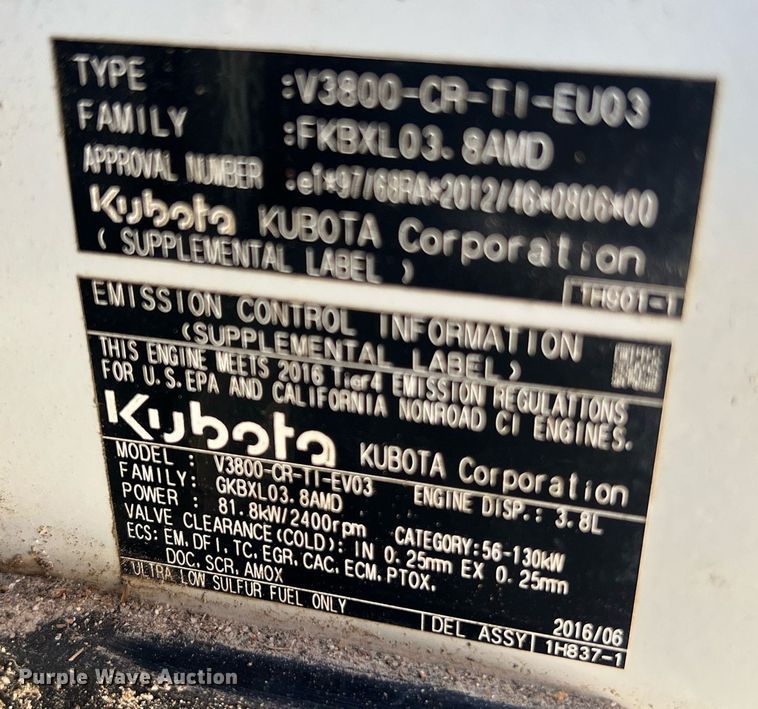 TYPE :V3800-CR-TI-EU03
FAMILY :FKBXL03.8AMD
APPROVAL NUMBER :e1*97/68RA*2012/46*0806*00
Kubota KUBOTA Corporation
( SUPPLEMENTAL LABEL )
1H901-1
EMISSION CONTROL INFORMATION
(SUPPLEMENTAL LABEL)
THIS ENGINE MEETS 2016 Tier4 EMISSION REGULATIONS
FOR U.S.EPA AND CALIFORNIA NONROAD CI ENGINES.
Kubota KUBOTA Corporation
MODEL : V3800-CR-TI-EV03 ENGINE DISP.: 3.8L
FAMILY: GKBXL03.8AMD
POWER : 81.8kW/2400rpm CATEGORY:56-130kW
VALVE CLEARANCE(COLD): IN 0.25mm EX 0.25mm
ECS: EM,DFI,TC,EGR,CAC,ECM,PTOX,
DOC,SCR,AMOX
ULTRA LOW SULFUR FUEL ONLY
DEL ASSY
2016/06
1H837-1
Purple Wave Auction